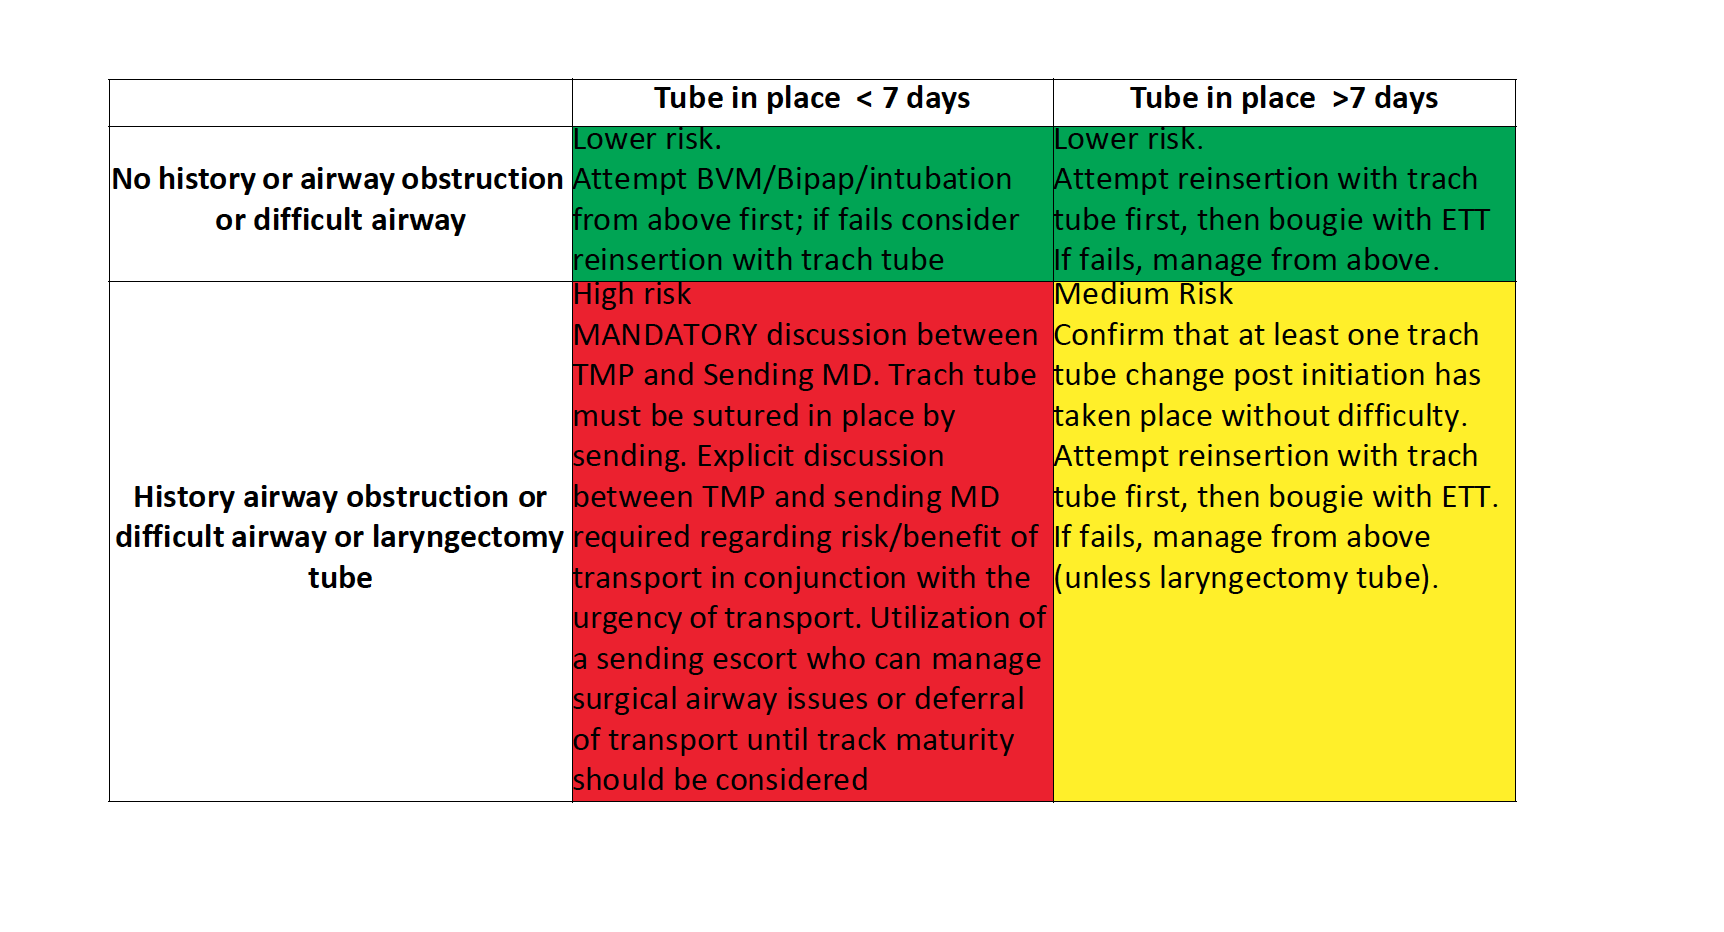 Tube in place < 7 days
Tube in place >7 days
No history or airway obstruction
or difficult airway
Lower risk.
Attempt BVM/Bipap/intubation
from above first; if fails consider
reinsertion with trach tube
Lower risk.
Attempt reinsertion with trach
tube first, then bougie with ETT
If fails, manage from above.
History airway obstruction or
difficult airway or laryngectomy
tube
High risk
MANDATORY discussion between
TMP and Sending MD. Trach tube
must be sutured in place by
sending. Explicit discussion
between TMP and sending MD
required regarding risk/benefit of
transport in conjunction with the
urgency of transport. Utilization of
a sending escort who can manage
surgical airway issues or deferral
of transport until track maturity
should be considered
Medium Risk
Confirm that at least one trach
tube change post initiation has
taken place without difficulty.
Attempt reinsertion with trach
tube first, then bougie with ETT.
If fails, manage from above
(unless laryngectomy tube).